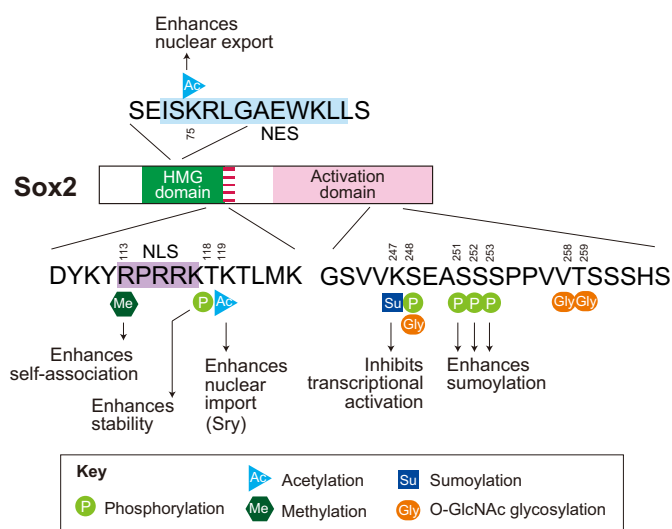 Enhances
nuclear export
Ac
SEISKRLGAEWKLLS
75
NES
Sox2
HMG
domain
Activation
domain
113
NLS
118
119
247
248
251
252
253
258
259
DYKYRPRRKTKTLMK
GSVVKSEASSSPPVVTSSSHS
Me
P
Ac
Su
P
P
P
P
Gly
Gly
Gly
Enhances
self-association
Enhances
stability
Enhances
nuclear
import
(Sry)
Inhibits
transcriptional
activation
Enhances
sumoylation
Key
Ac Acetylation
Su Sumoylation
P Phosphorylation
Me Methylation
Gly O-GlcNAc glycosylation